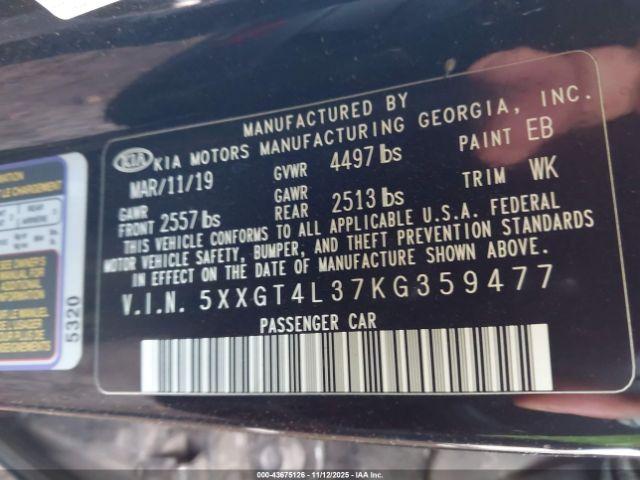 MANUFACTURED BY
KIA KIA MOTORS MANUFACTURING GEORGIA, INC.
MAR/11/19 GVWR 4497 lbs PAINT EB
GAWR FRONT 2557 lbs GAWR REAR 2513 lbs TRIM WK
THIS VEHICLE CONFORMS TO ALL APPLICABLE U.S.A. FEDERAL
MOTOR VEHICLE SAFETY, BUMPER, AND THEFT PREVENTION STANDARDS
IN EFFECT ON THE DATE OF MANUFACTURE SHOWN ABOVE.
V.I.N. 5XXGT4L37KG359477
PASSENGER CAR
5320
000-43675126 - 11/12/2025 - IAA Inc.